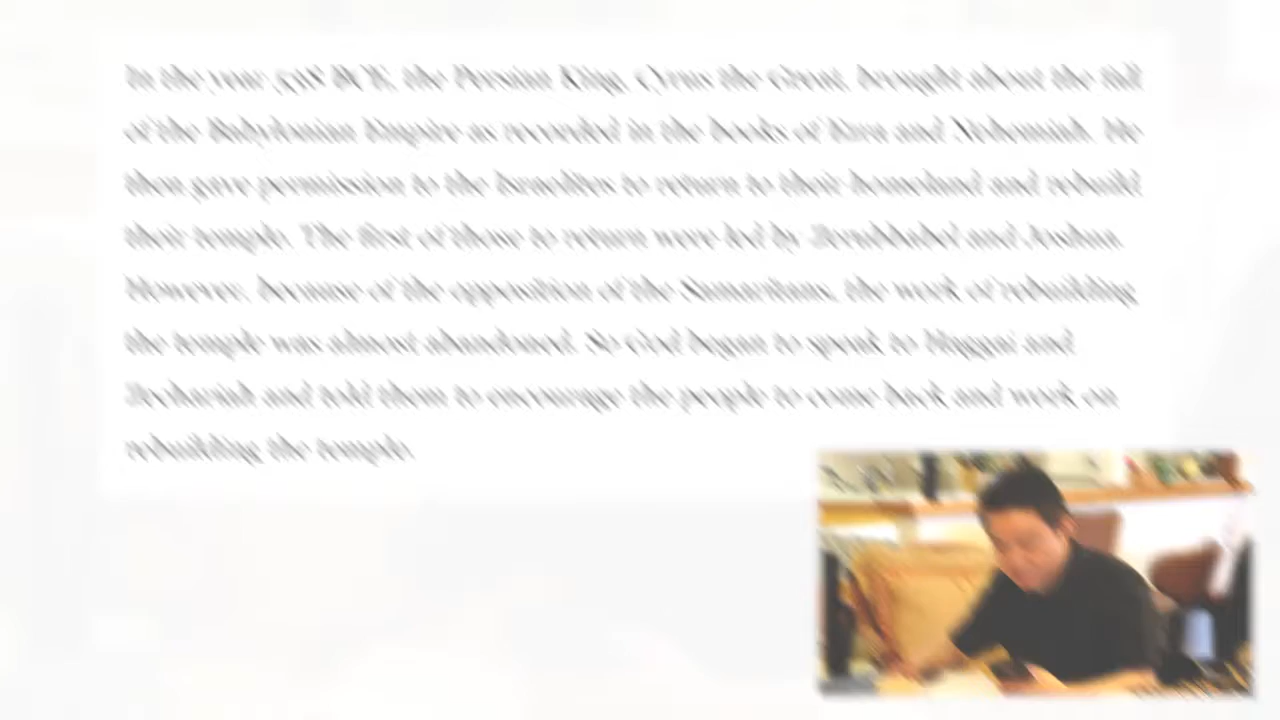 In the year 538 BCE, the Persian King, Cyrus the Great, brought about the fall
of the Babylonian Empire as recorded in the books of Ezra and Nehemiah. He
then gave permission to the Israelites to return to their homeland and rebuild
their temple. The first of those to return were led by Zerubbabel and Joshua.
However, because of the opposition of the Samaritans, the work of rebuilding
the temple was almost abandoned. So God began to speak to Haggai and
Zechariah and told them to encourage the people to come back and work on
rebuilding the temple.